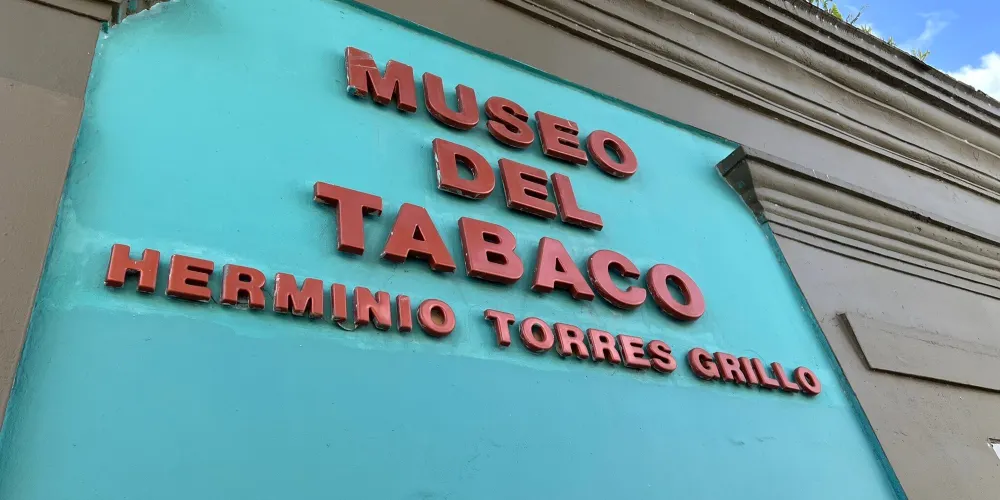 MUSEO
DEL
TABACO
HERMINIO TORRES GRILLO